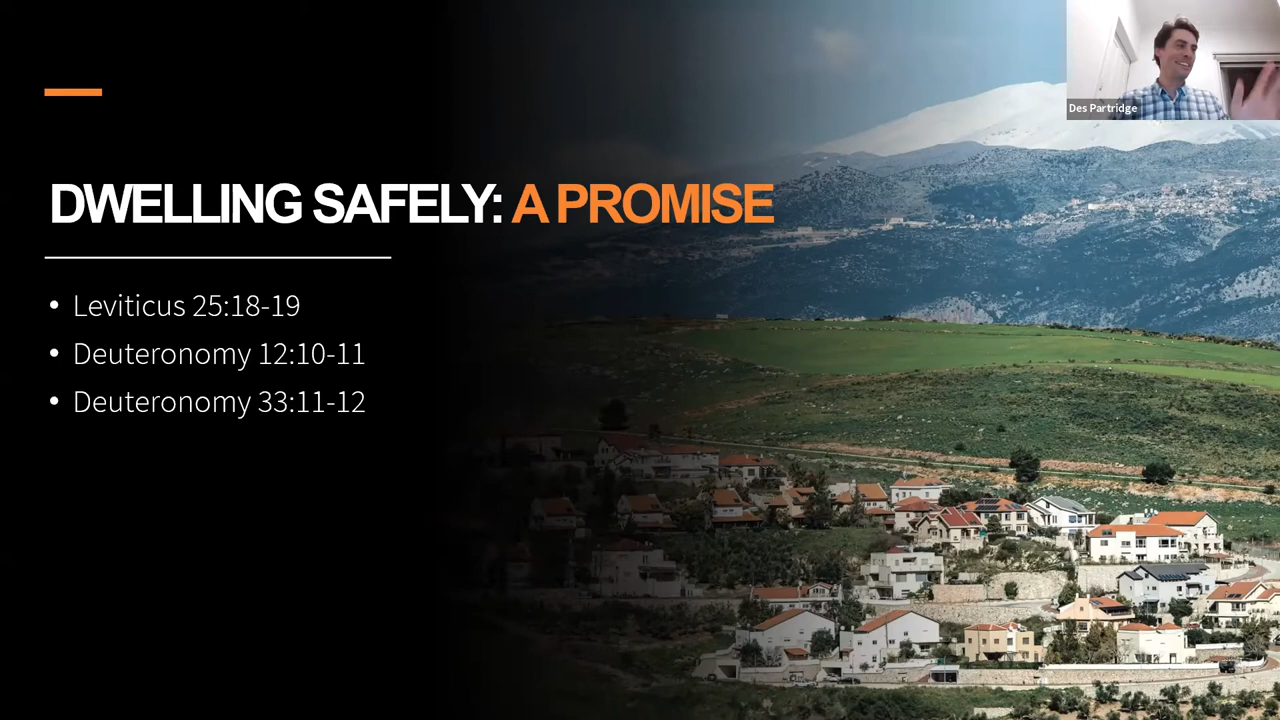 Des Partridge
DWELLING SAFELY: A PROMISE
• Leviticus 25:18-19
• Deuteronomy 12:10-11
• Deuteronomy 33:11-12